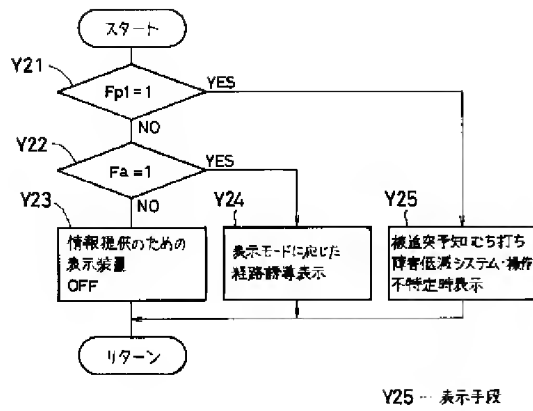 スタート
Y21
Fp1=1
YES
NO
Y22
Fa=1
YES
NO
Y23
情報提供のための
表示装置
OFF
Y24
表示モードに応じた
経路誘導表示
Y25
被追突予知むち打ち
障害低減システム・操作
不特定時表示
リターン
Y25…表示手段